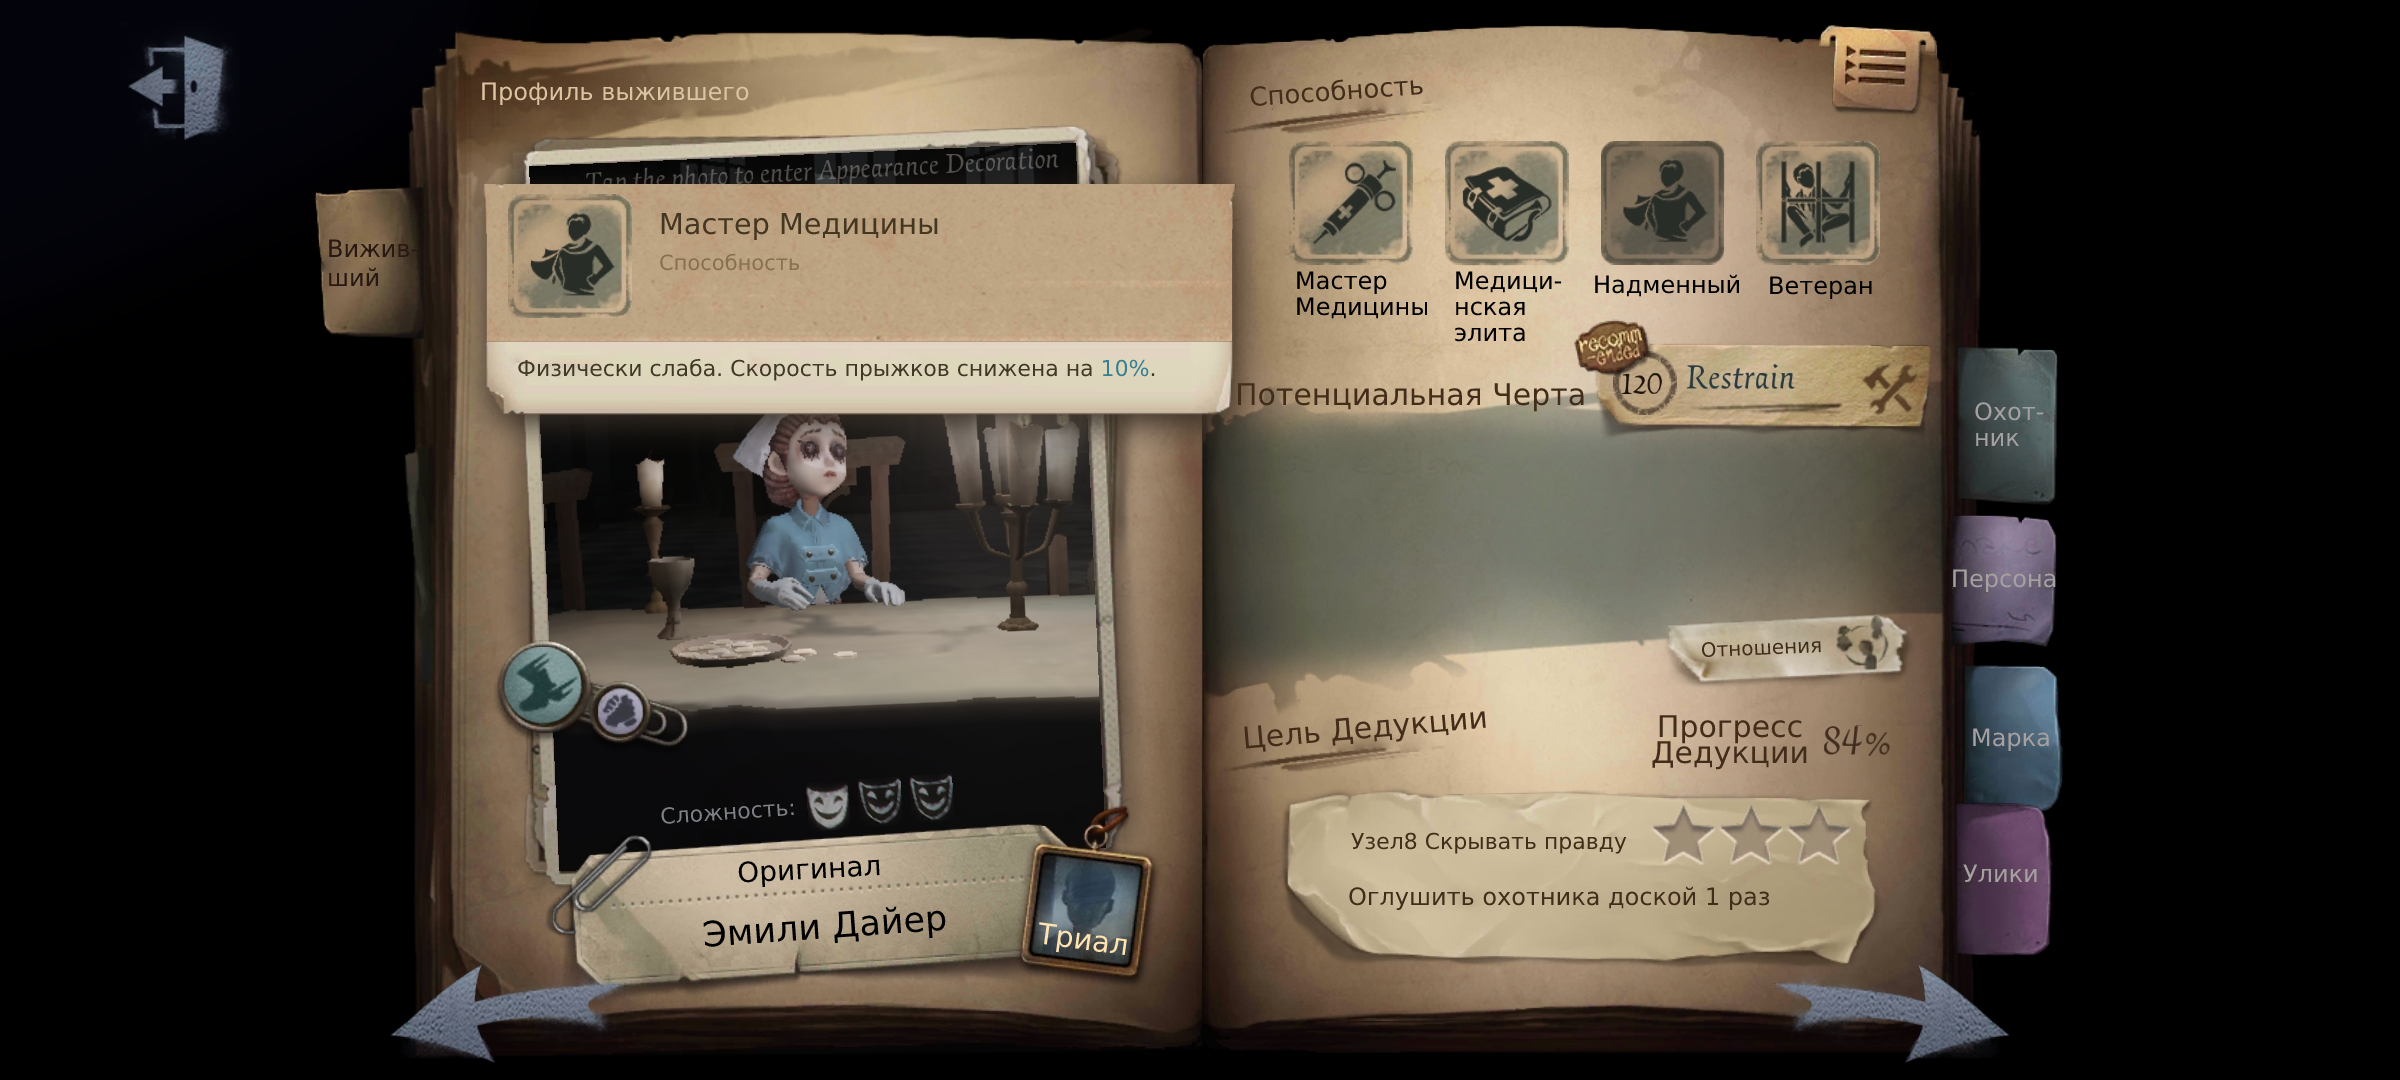 Профиль выжившего
Tap the photo to enter Appearance Decoration
Вижив-
ший
Мастер Медицины
Способность
Физически слаба. Скорость прыжков снижена на 10%.
Сложность:
Оригинал
Эмили Дайер
Триал
Способность
Мастер
Медицины
Медици-
нская
элита
Надменный
Ветеран
recomm
-ended
Потенциальная Черта
120
Restrain
Отношения
Цель Дедукции
Прогресс
Дедукции
84%
Узел8 Скрывать правду
Оглушить охотника доской 1 раз
Охот-
ник
Персона
Марка
Улики